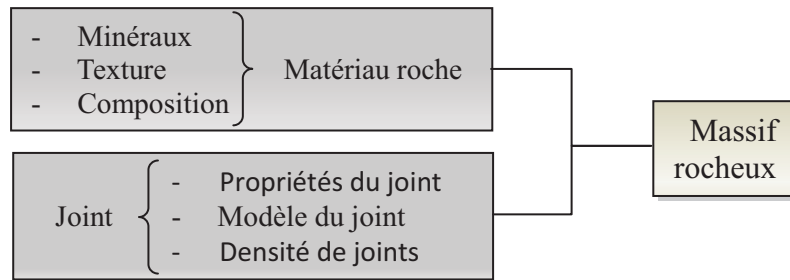 - Minéraux
- Texture
- Composition
Matériau roche
Joint
- Propriétés du joint
- Modèle du joint
- Densité de joints
Massif
rocheux